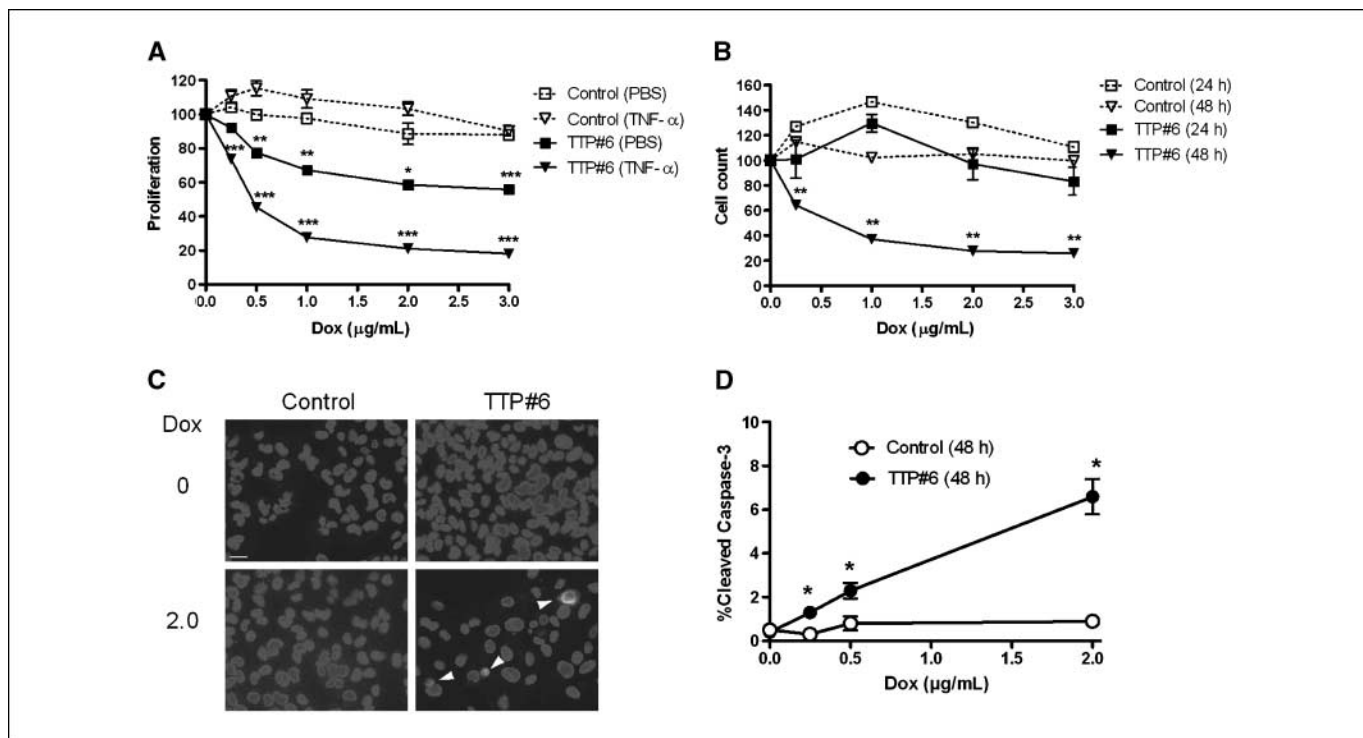 A
120
100
80
60
40
20
0
Proliferation
** ** * ***
*** *** *** *** ***
0.0 0.5 1.0 1.5 2.0 2.5 3.0
Dox (µg/mL)
Control (PBS)
Control (TNF- α)
TTP#6 (PBS)
TTP#6 (TNF- α)
B
160
140
120
100
80
60
40
20
0
Cell count
** ** ** **
0.0 0.5 1.0 1.5 2.0 2.5 3.0
Dox (µg/mL)
Control (24 h)
Control (48 h)
TTP#6 (24 h)
TTP#6 (48 h)
C
Control TTP#6
Dox
0
2.0
D
10
8
6
4
2
0
%Cleaved Caspase-3
Control (48 h)
TTP#6 (48 h)
* * *
0.0 0.5 1.0 1.5 2.0
Dox (µg/mL)